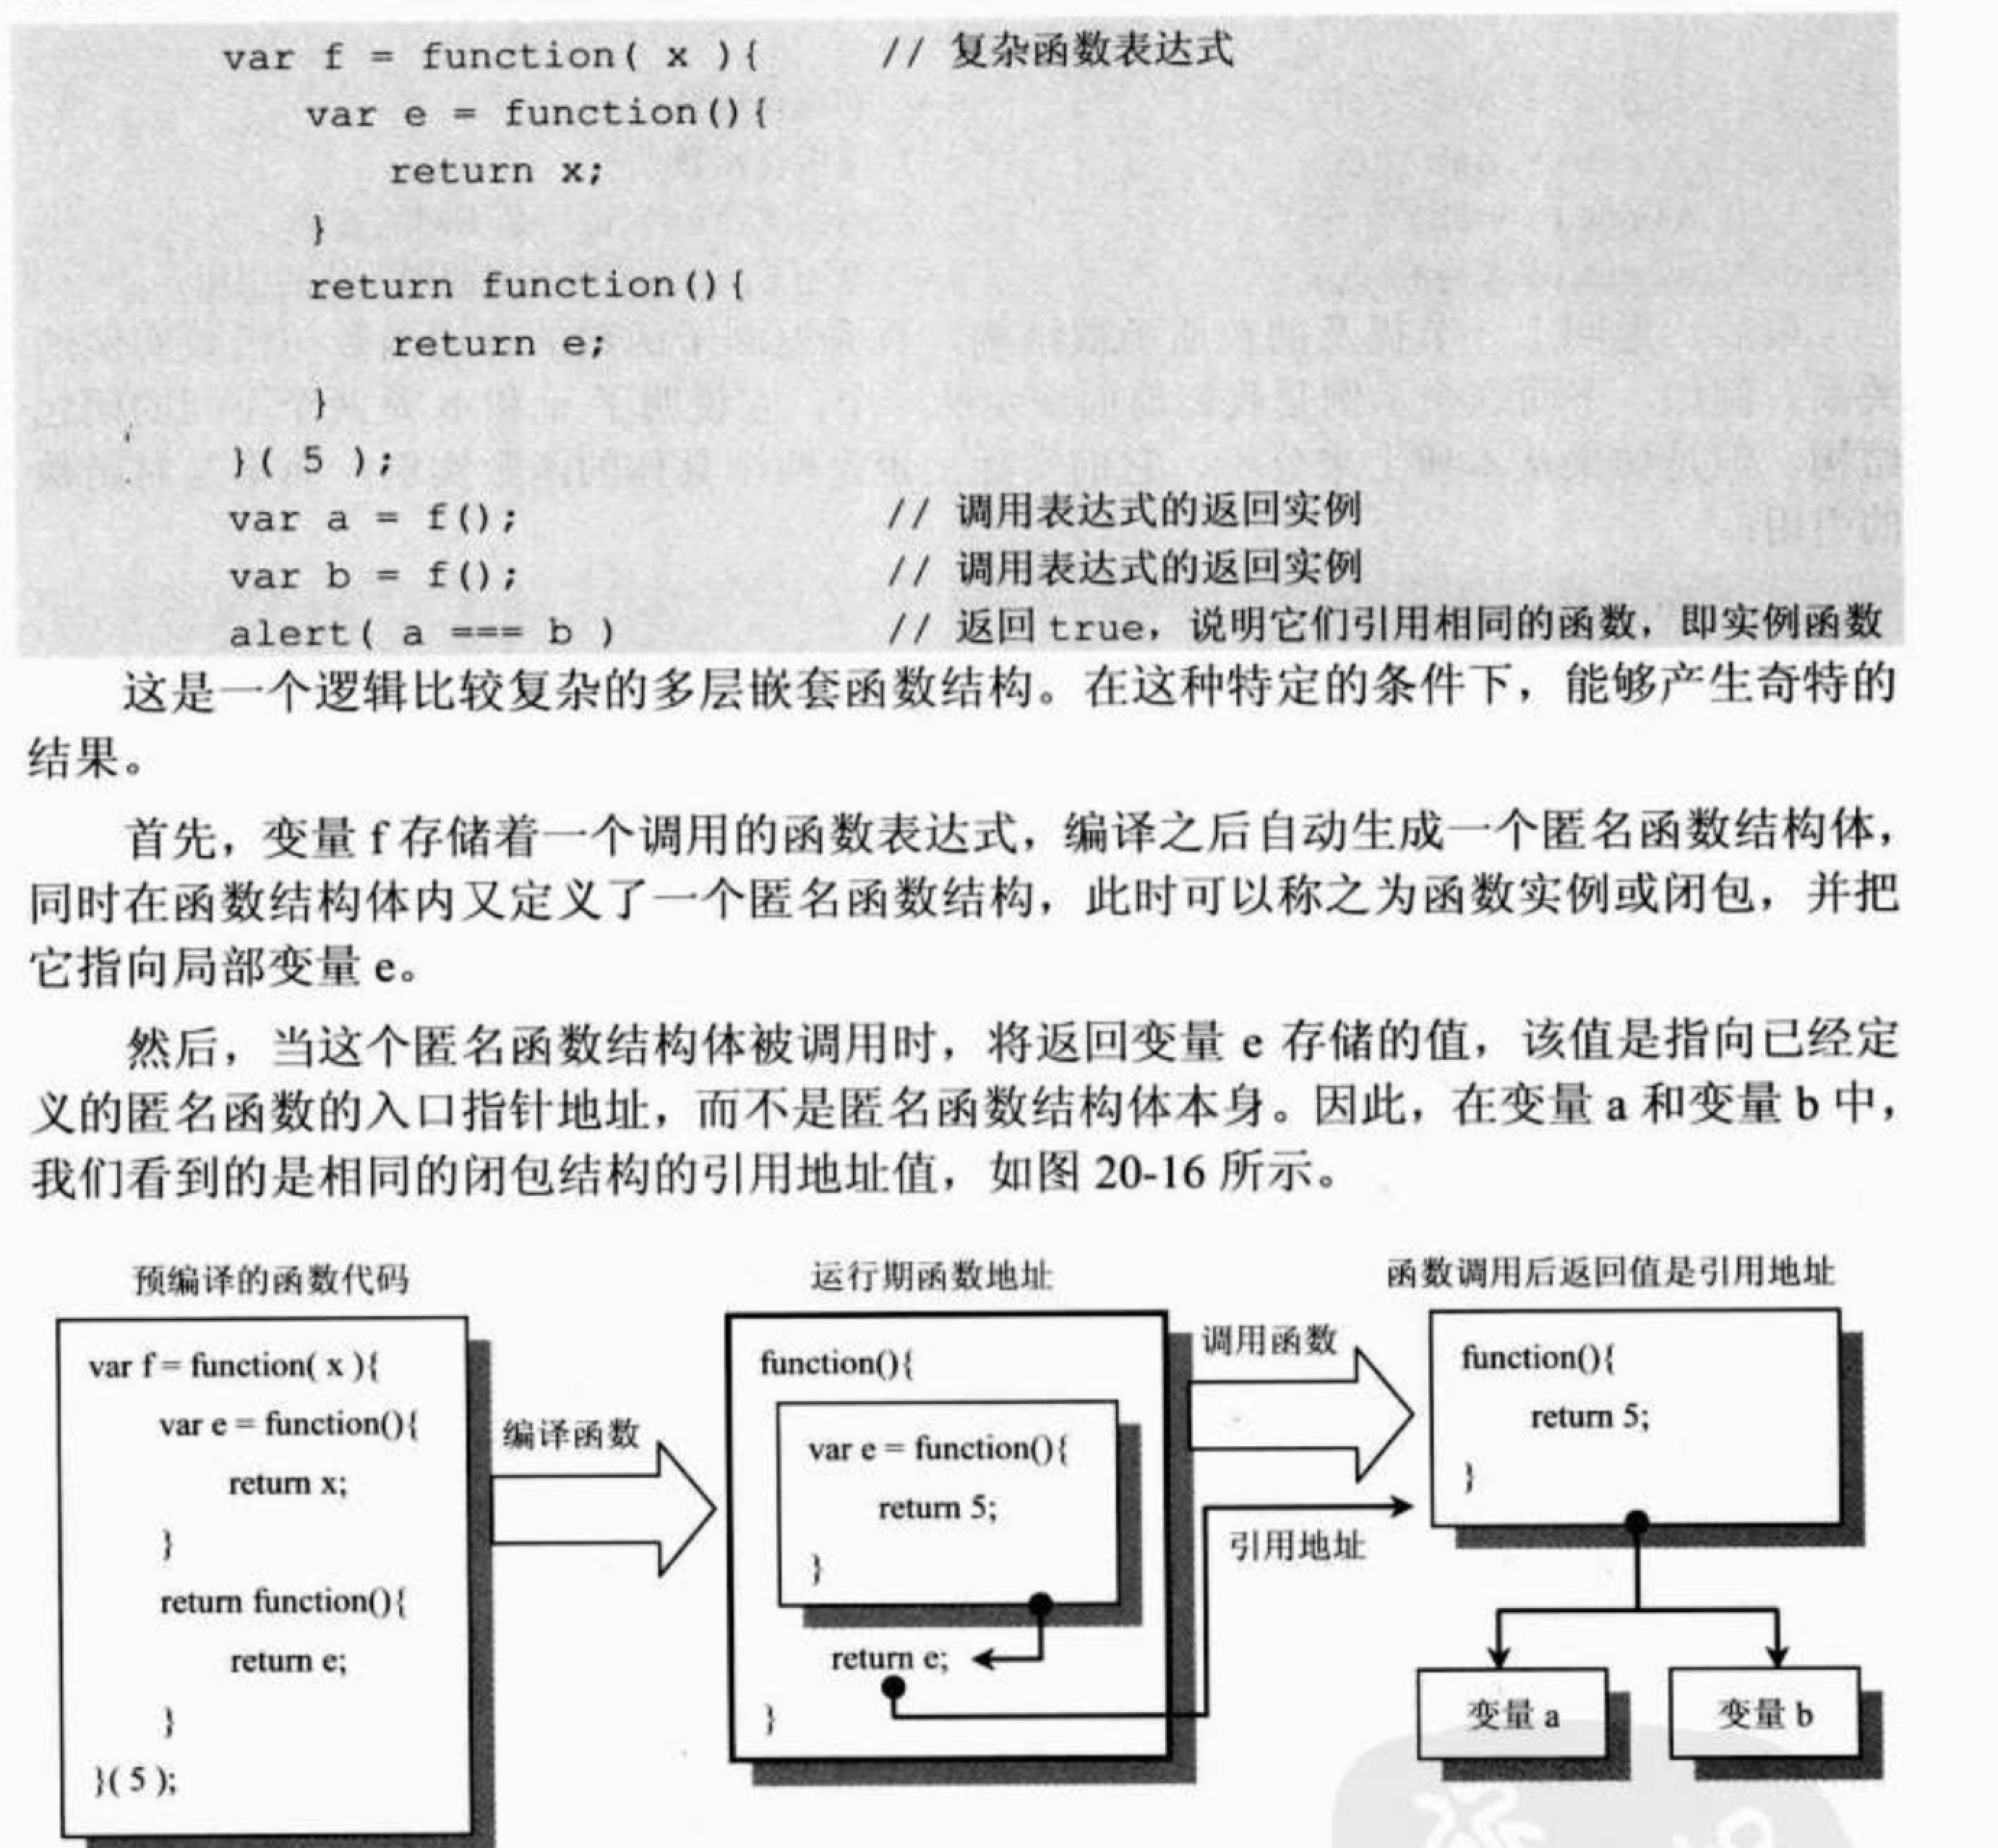 var f = function( x ){ // 复杂函数表达式
var e = function(){
return x;
}
return function(){
return e;
}
}( 5 );
var a = f(); // 调用表达式的返回实例
var b = f(); // 调用表达式的返回实例
alert( a === b ) // 返回true，说明它们引用相同的函数，即实例函数
这是一个逻辑比较复杂的多层嵌套函数结构。在这种特定的条件下，能够产生奇特的
结果。
首先，变量 f 存储着一个调用的函数表达式，编译之后自动生成一个匿名函数结构体，
同时在函数结构体内又定义了一个匿名函数结构，此时可以称之为函数实例或闭包，并把
它指向局部变量 e。
然后，当这个匿名函数结构体被调用时，将返回变量 e 存储的值，该值是指向已经定
义的匿名函数的入口指针地址，而不是匿名函数结构体本身。因此，在变量 a 和变量 b 中，
我们看到的是相同的闭包结构的引用地址值，如图 20-16 所示。
预编译的函数代码
var f = function( x ){
var e = function(){
return x;
}
return function(){
return e;
}
}( 5 );
编译函数
运行期函数地址
function(){
var e = function(){
return 5;
}
return e;
}
调用函数
引用地址
函数调用后返回值是引用地址
function(){
return 5;
}
变量 a
变量 b